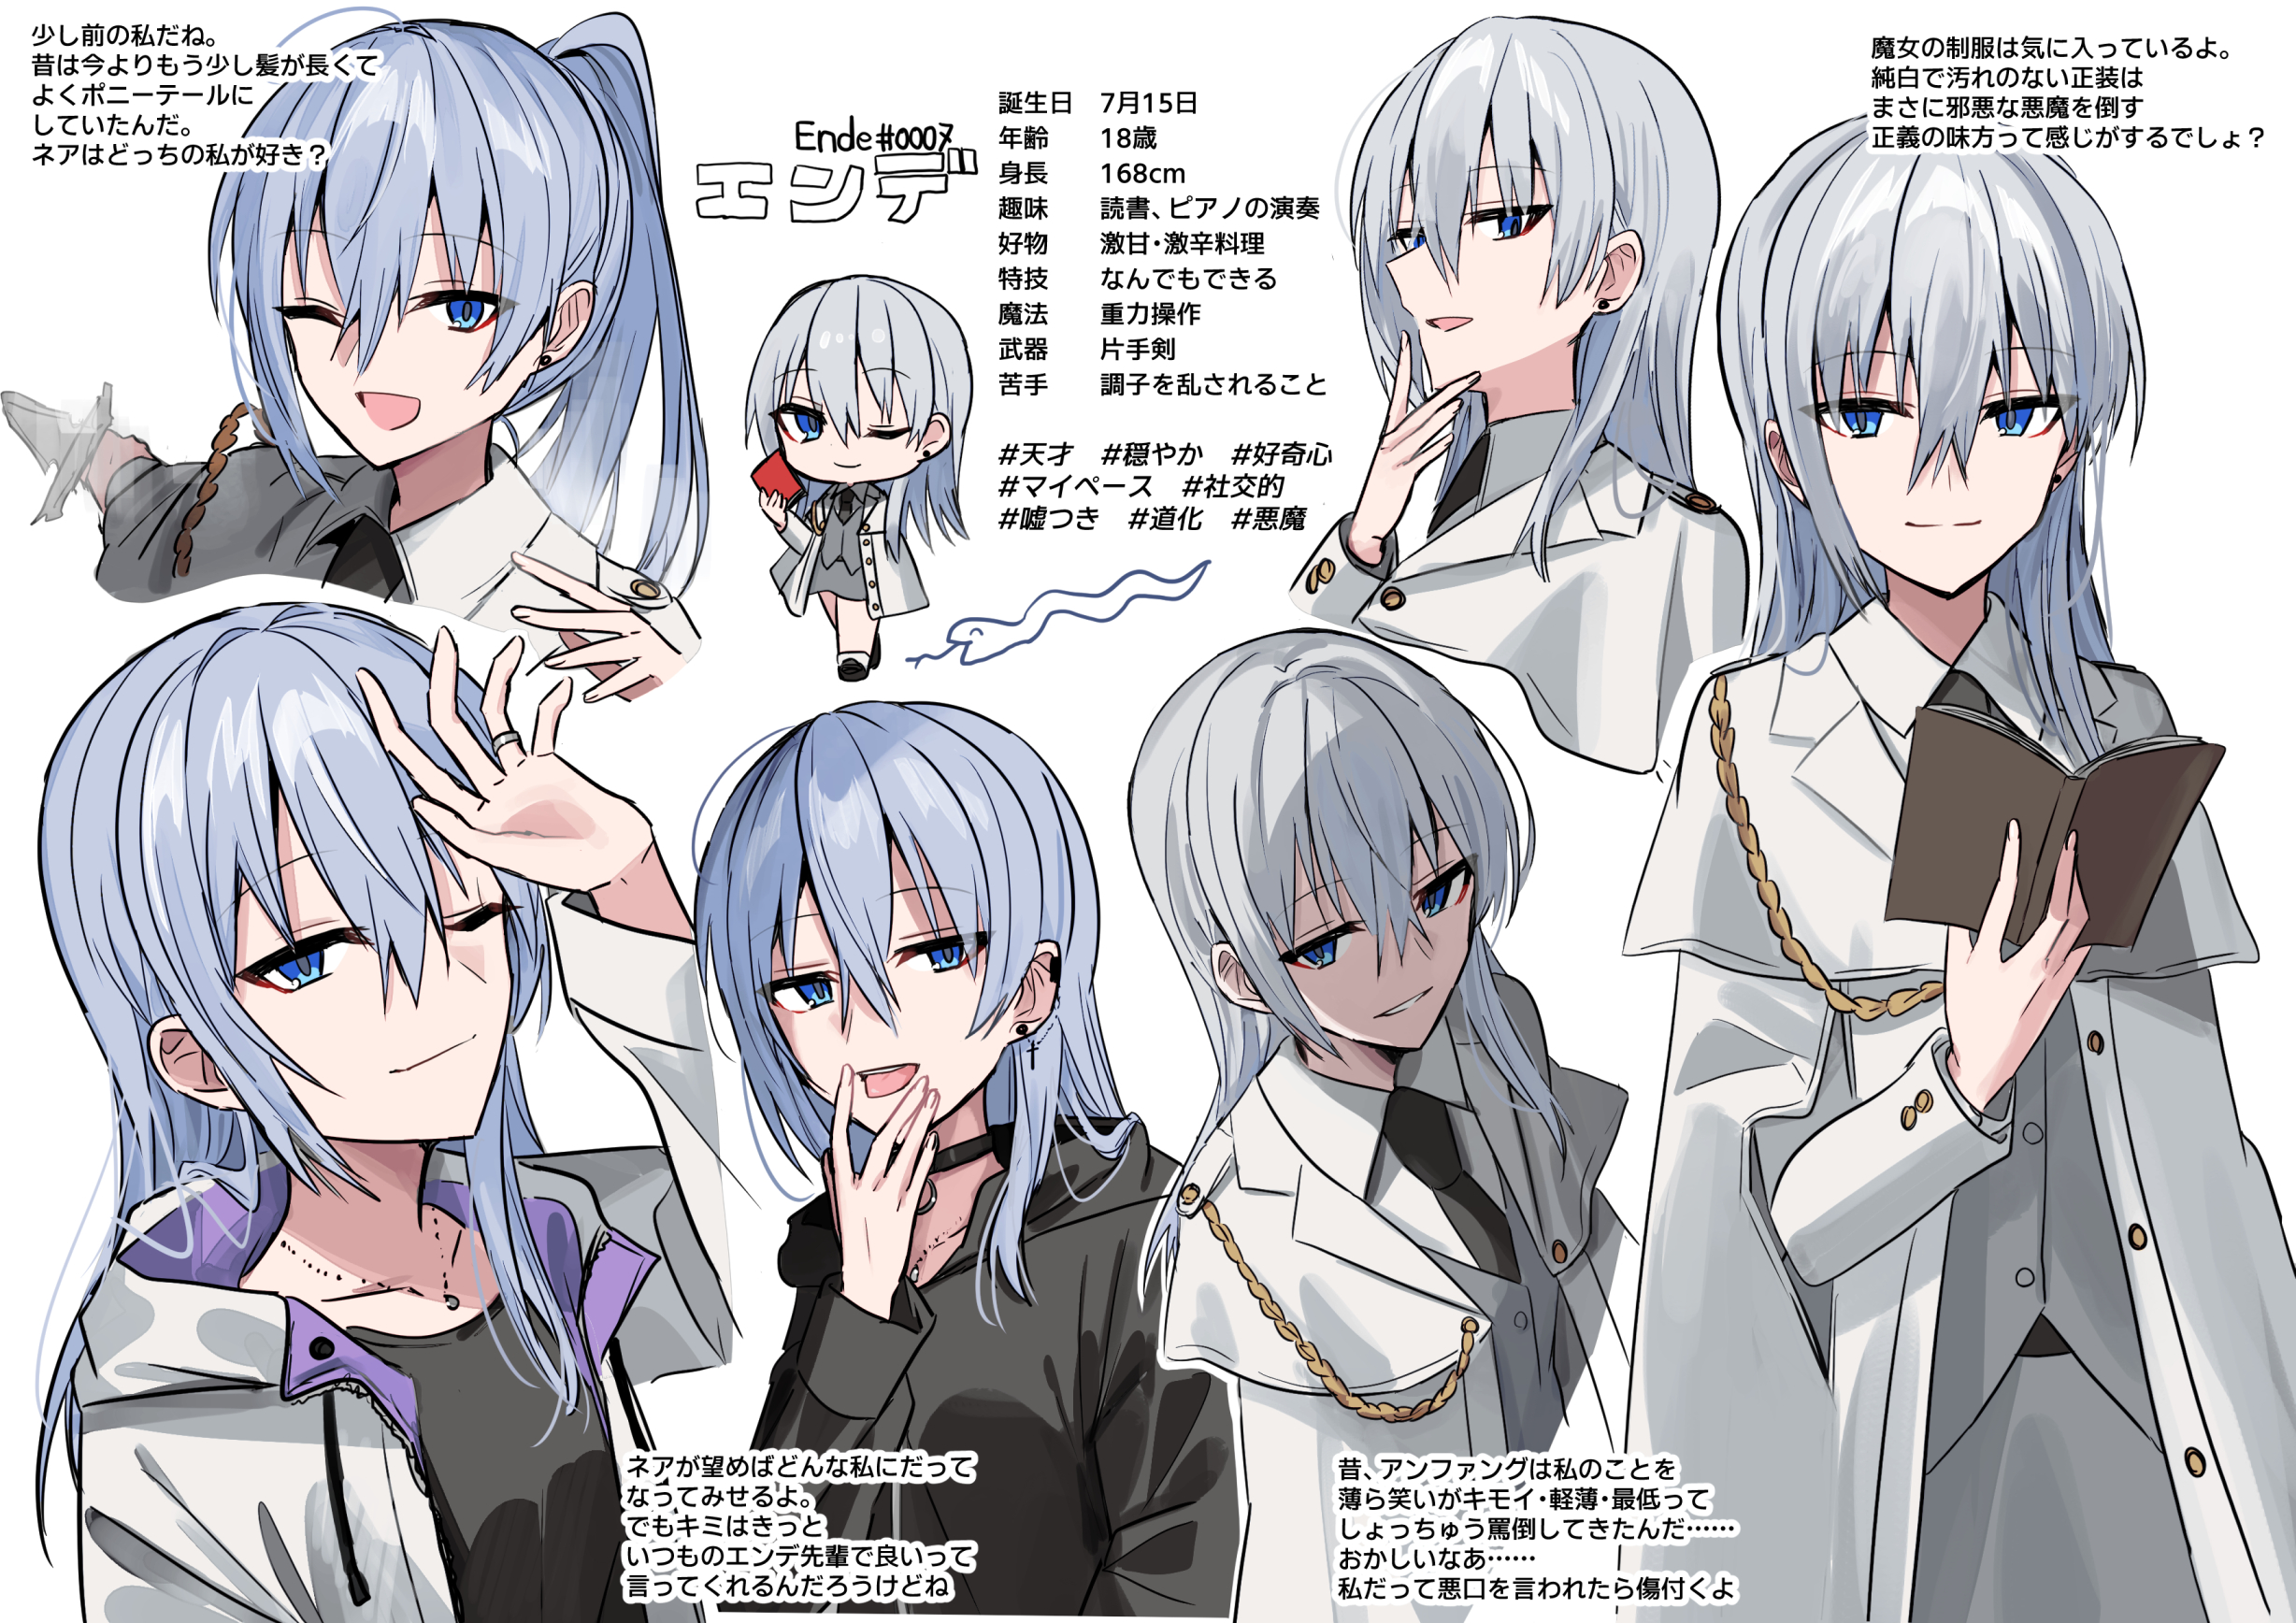 少し前の私だね。
昔は今よりもう少し髪が長くて
よくポニーテールに
していたんだ。
ネアはどっちの私が好き？
Ende#0007
エンデ
誕生日 7月15日
年齢 18歳
身長 168cm
趣味 読書、ピアノの演奏
好物 激甘・激辛料理
特技 なんでもできる
魔法 重力操作
武器 片手剣
苦手 調子を乱されること
#天才 #穏やか #好奇心
#マイペース #社交的
#嘘つき #道化 #悪魔
魔女の制服は気に入っているよ。
純白で汚れのない正装は
まさに邪悪な悪魔を倒す
正義の味方って感じがするでしょ？
ネアが望めばどんな私にだって
なってみせるよ。
でもキミはきっと
いつものエンデ先輩で良いって
言ってくれるんだろうけどね
昔、アンファングは私のことを
薄ら笑いがキモイ・軽薄・最低って
しょっちゅう罵倒してきたんだ……
おかしいなあ……
私だって悪口を言われたら傷付くよ